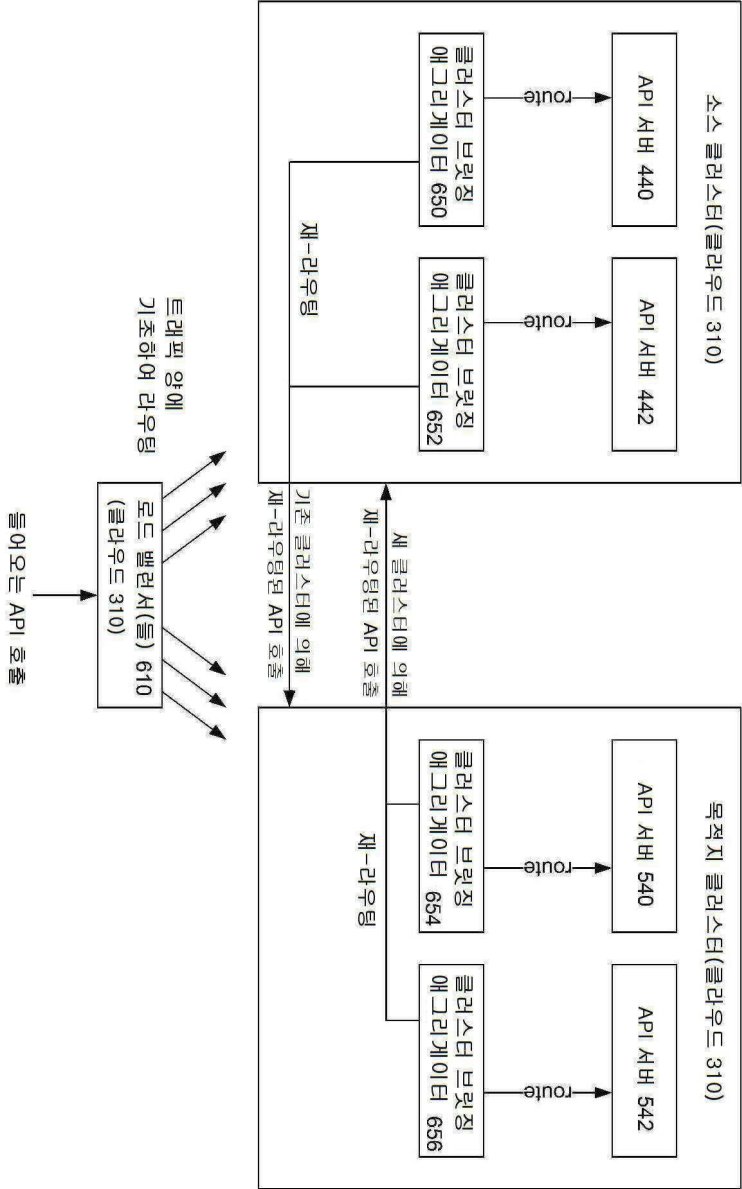 소스 클러스터(클라우드 310)
API 서버 440
API 서버 442
route
route
클러스터 브릿징
애그리게이터 650
클러스터 브릿징
애그리게이터 652
재-라우팅
목적지 클러스터(클라우드 310)
API 서버 540
API 서버 542
route
route
클러스터 브릿징
애그리게이터 654
클러스터 브릿징
애그리게이터 656
재-라우팅
새 클러스터에 의해
재-라우팅된 API 호출
기존 클러스터에 의해
재-라우팅된 API 호출
트래픽 양에
기초하여 라우팅
로드 밸런서(들) 610
(클라우드 310)
들어오는 API 호출